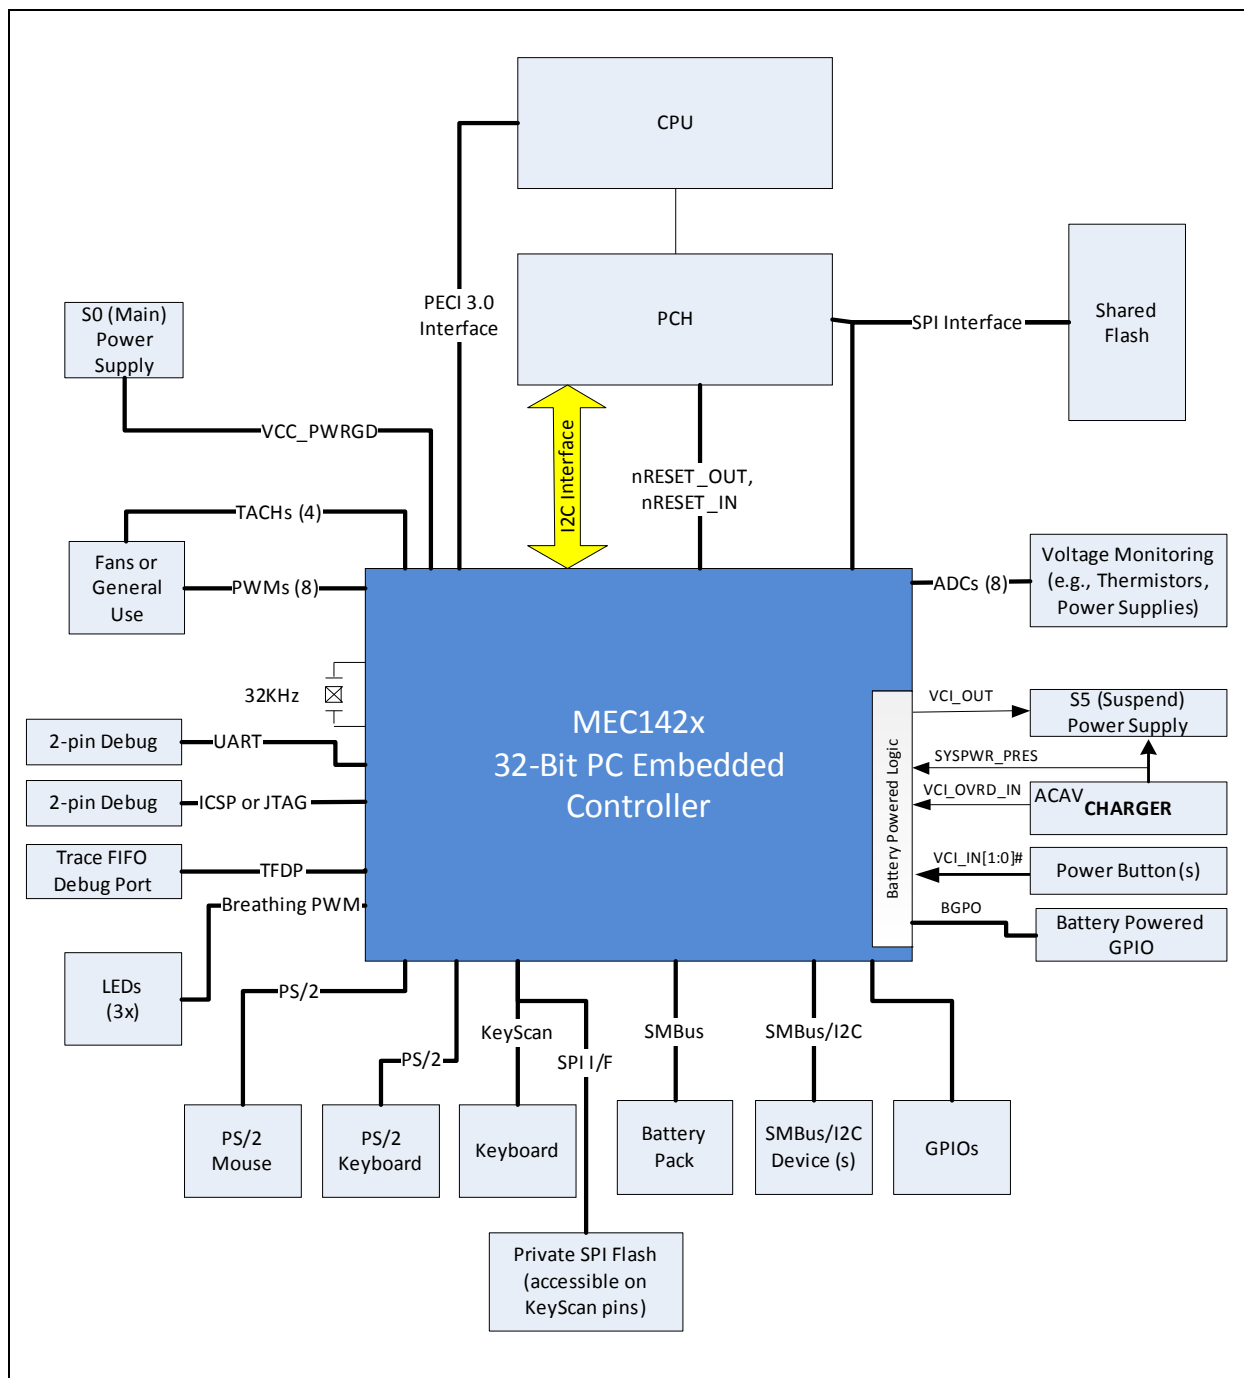 CPU
PECI 3.0
Interface
PCH
SPI Interface
Shared
Flash
S0 (Main)
Power
Supply
VCC_PWRGD
I2C Interface
nRESET_OUT,
nRESET_IN
TACHs (4)
Fans or
General
Use
PWMs (8)
ADCs (8)
Voltage Monitoring
(e.g., Thermistors,
Power Supplies)
32KHz
MEC142x
32-Bit PC Embedded
Controller
Battery Powered Logic
VCI_OUT
S5 (Suspend)
Power Supply
SYSPWR_PRES
VCI_OVRD_IN
ACAV
CHARGER
VCI_IN[1:0]#
Power Button(s)
BGPO
Battery Powered
GPIO
2-pin Debug
UART
2-pin Debug
ICSP or JTAG
Trace FIFO
Debug Port
TFDP
Breathing PWM
LEDs
(3x)
PS/2
PS/2
KeyScan
SPI I/F
SMBus
SMBus/I2C
PS/2
Mouse
PS/2
Keyboard
Keyboard
Battery
Pack
SMBus/I2C
Device(s)
GPIOs
Private SPI Flash
(accessible on
KeyScan pins)